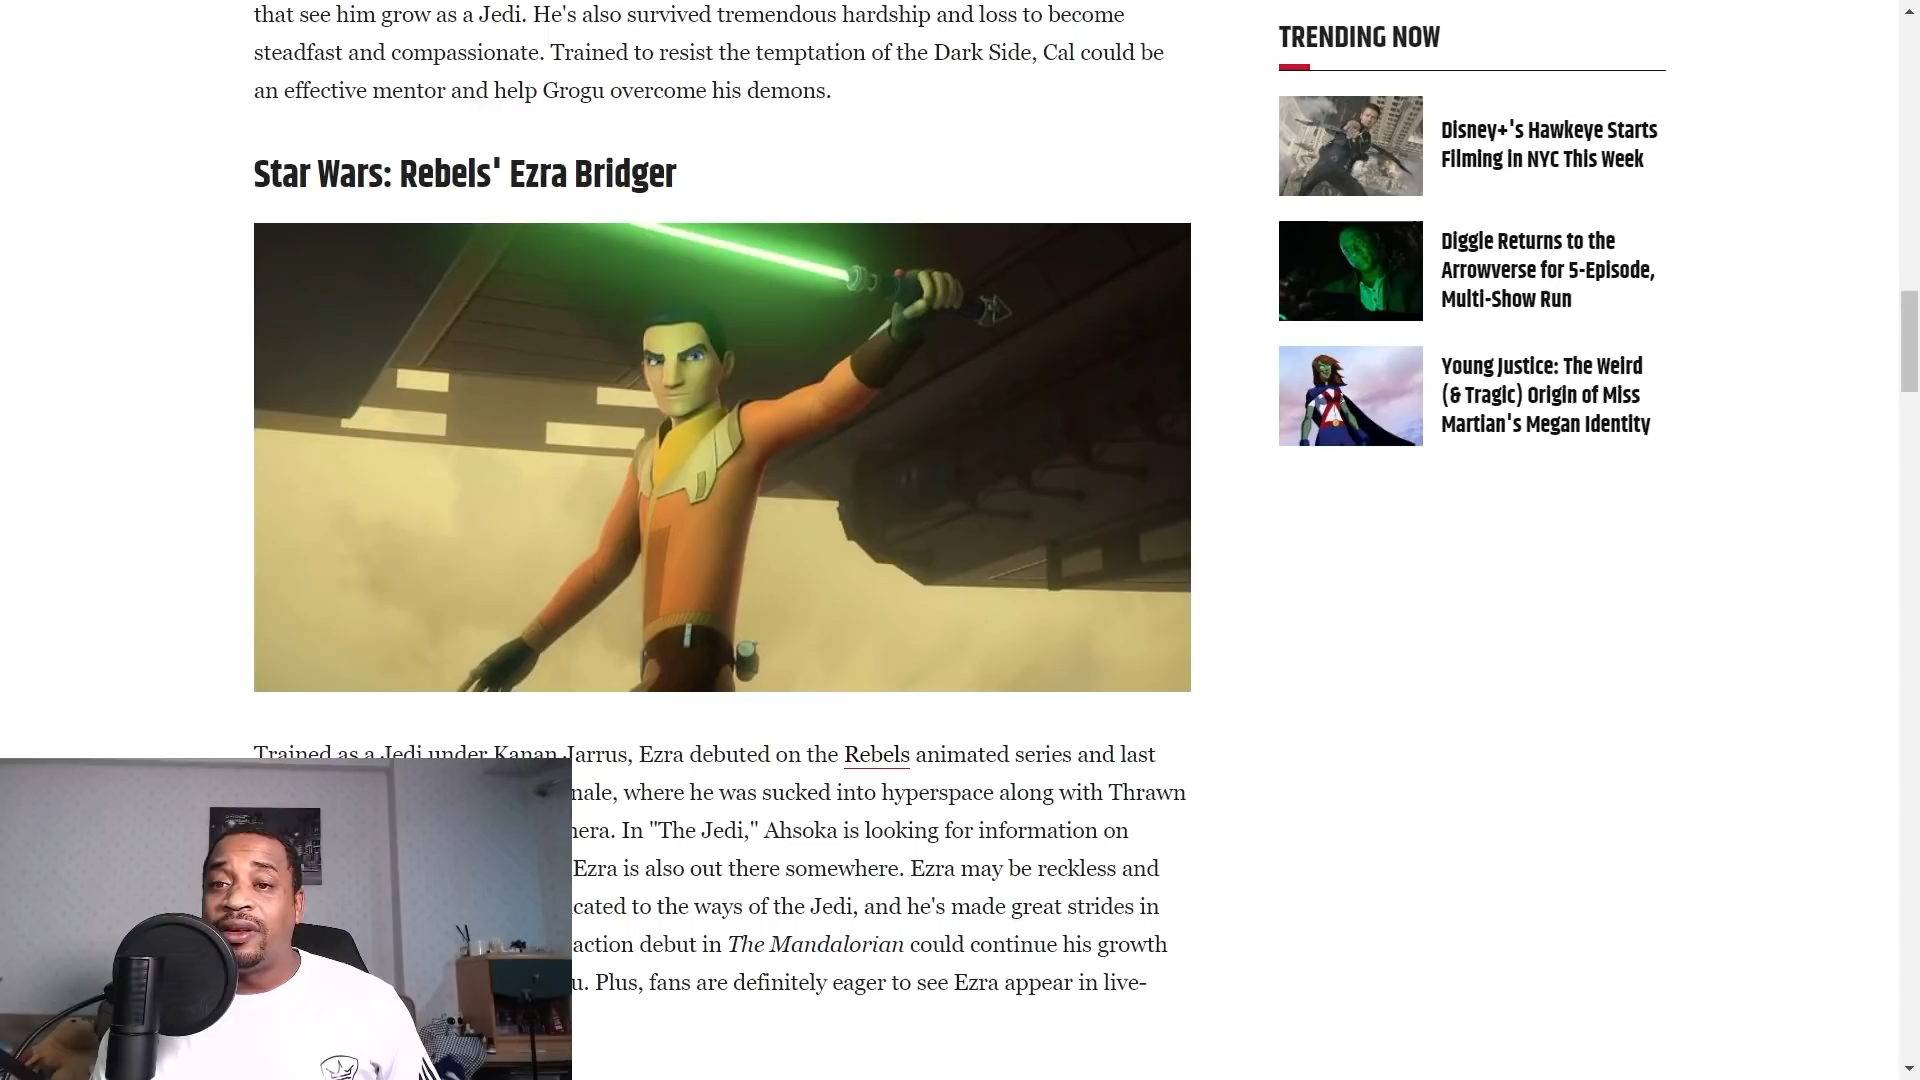 that see him grow as a Jedi. He's also survived tremendous hardship and loss to become
steadfast and compassionate. Trained to resist the temptation of the Dark Side, Cal could be
an effective mentor and help Grogu overcome his demons.
Star Wars: Rebels' Ezra Bridger
Trained as a Jedi under Kanan Jarrus, Ezra debuted on the Rebels animated series and last
where he was sucked into hyperspace along with Thrawn
In "The Jedi," Ahsoka is looking for information on
Ezra is also out there somewhere. Ezra may be reckless and
to the ways of the Jedi, and he's made great strides in
action debut in The Mandalorian could continue his growth
Plus, fans are definitely eager to see Ezra appear in live-
TRENDING NOW
Disney+'s Hawkeye Starts
Filming in NYC This Week
Diggle Returns to the
Arrowverse for 5-Episode,
Multi-Show Run
Young Justice: The Weird
(& Tragic) Origin of Miss
Martian's Megan Identity